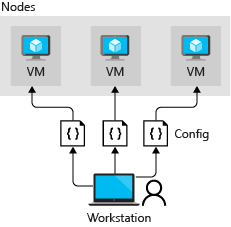 Nodes
VM VM VM
{ } { } { } Config
Workstation